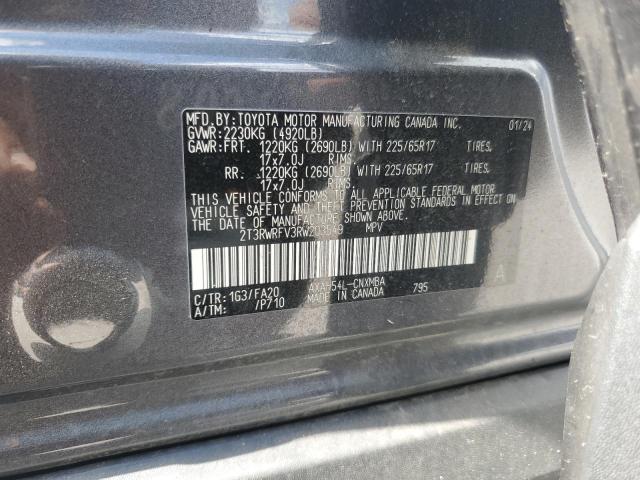 MFD.BY:TOYOTA MOTOR MANUFACTURING CANADA INC. 01/24
GVWR:2230KG (4920LB)
GAWR:FRT. 1220KG (2690LB) WITH 225/65R17 TIRES,
17x7.0J RIMS,
RR. 1220KG (2690LB) WITH 225/65R17 TIRES,
17x7.0J RIMS.
THIS VEHICLE CONFORMS TO ALL APPLICABLE FEDERAL MOTOR
VEHICLE SAFETY AND THEFT PREVENTION STANDARDS IN EFFECT ON THE DATE
OF MANUFACTURE SHOWN ABOVE.
2T3RWRFV3RW203549 MPV
C/TR:1G3/FA20 AXAH54L-CNXMBA 795
A/TM: /P710 MADE IN CANADA
A